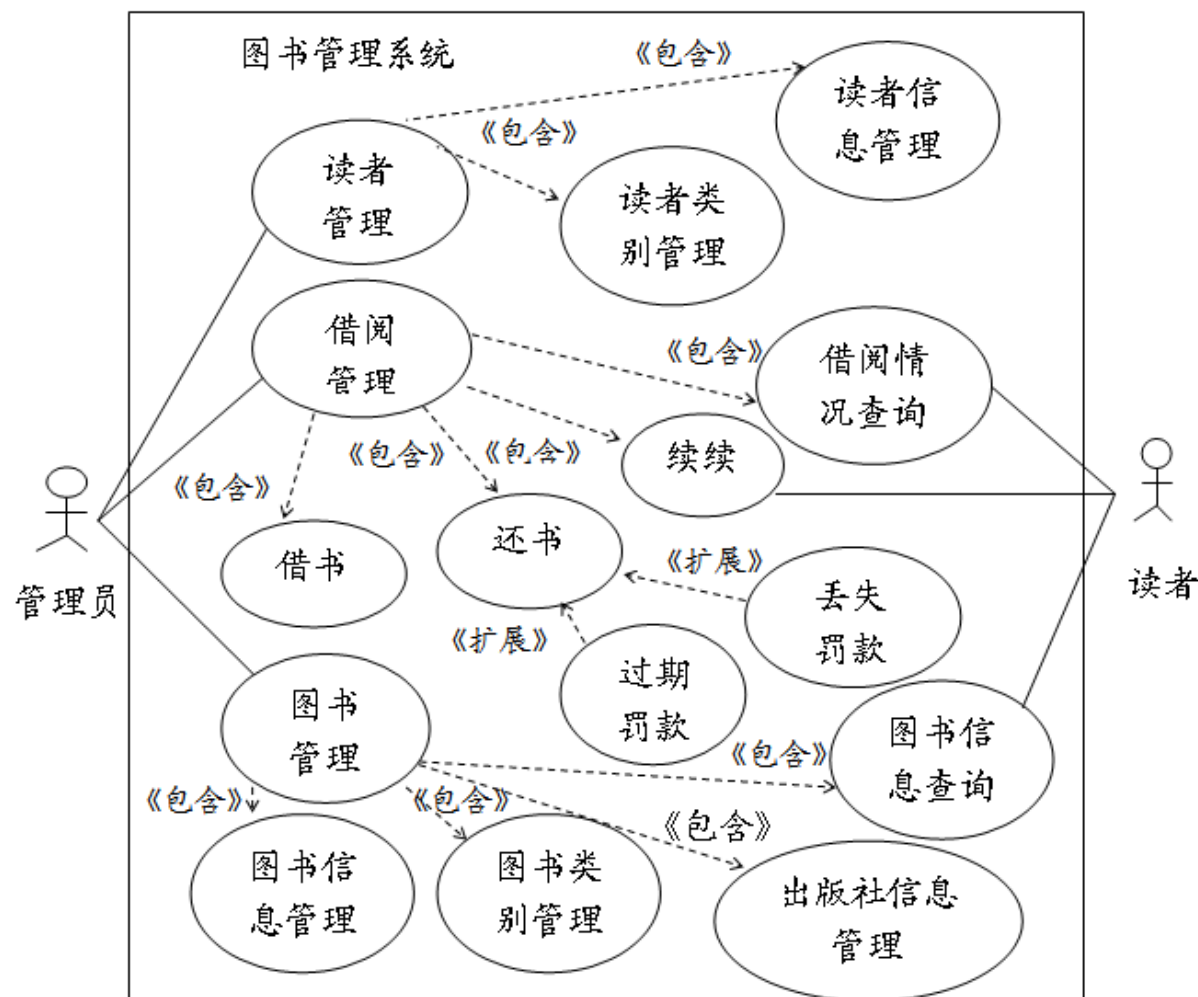 图书管理系统
《包含》
读者信
息管理
《包含》
读者
管理
读者类
别管理
借阅
管理
《包含》
借阅情
况查询
《包含》
《包含》
《包含》
续续
借书
还书
《扩展》
丢失
罚款
管理员
读者
《扩展》
过期
罚款
图书
管理
《包含》
图书信
息查询
《包含》
《包含》
《包含》
图书信
息管理
图书类
别管理
出版社信息
管理